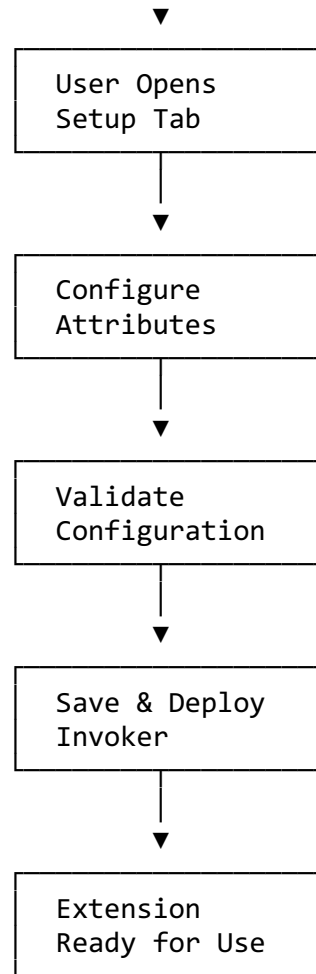 User Opens
Setup Tab
Configure
Attributes
Validate
Configuration
Save & Deploy
Invoker
Extension
Ready for Use